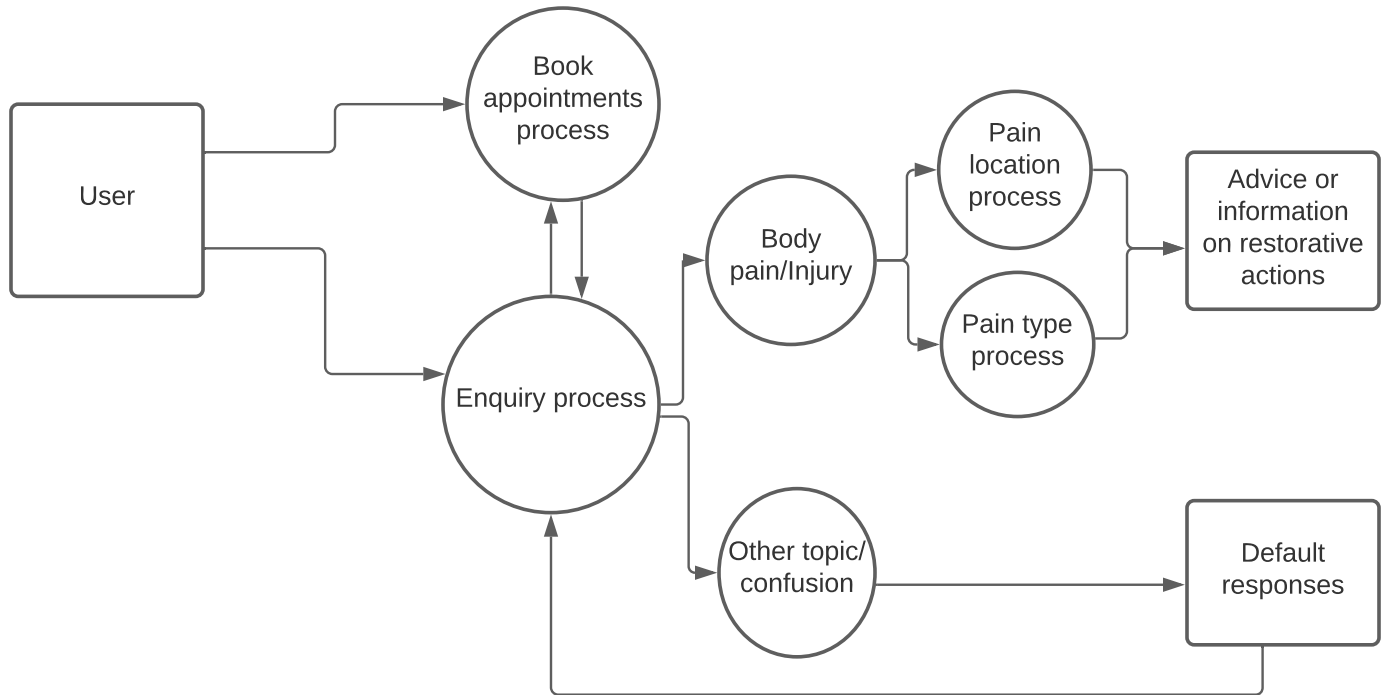 Book
appointments
process
User
Enquiry process
Body
pain/Injury
Pain
location
process
Pain type
process
Advice or
information
on restorative
actions
Other topic/
confusion
Default
responses